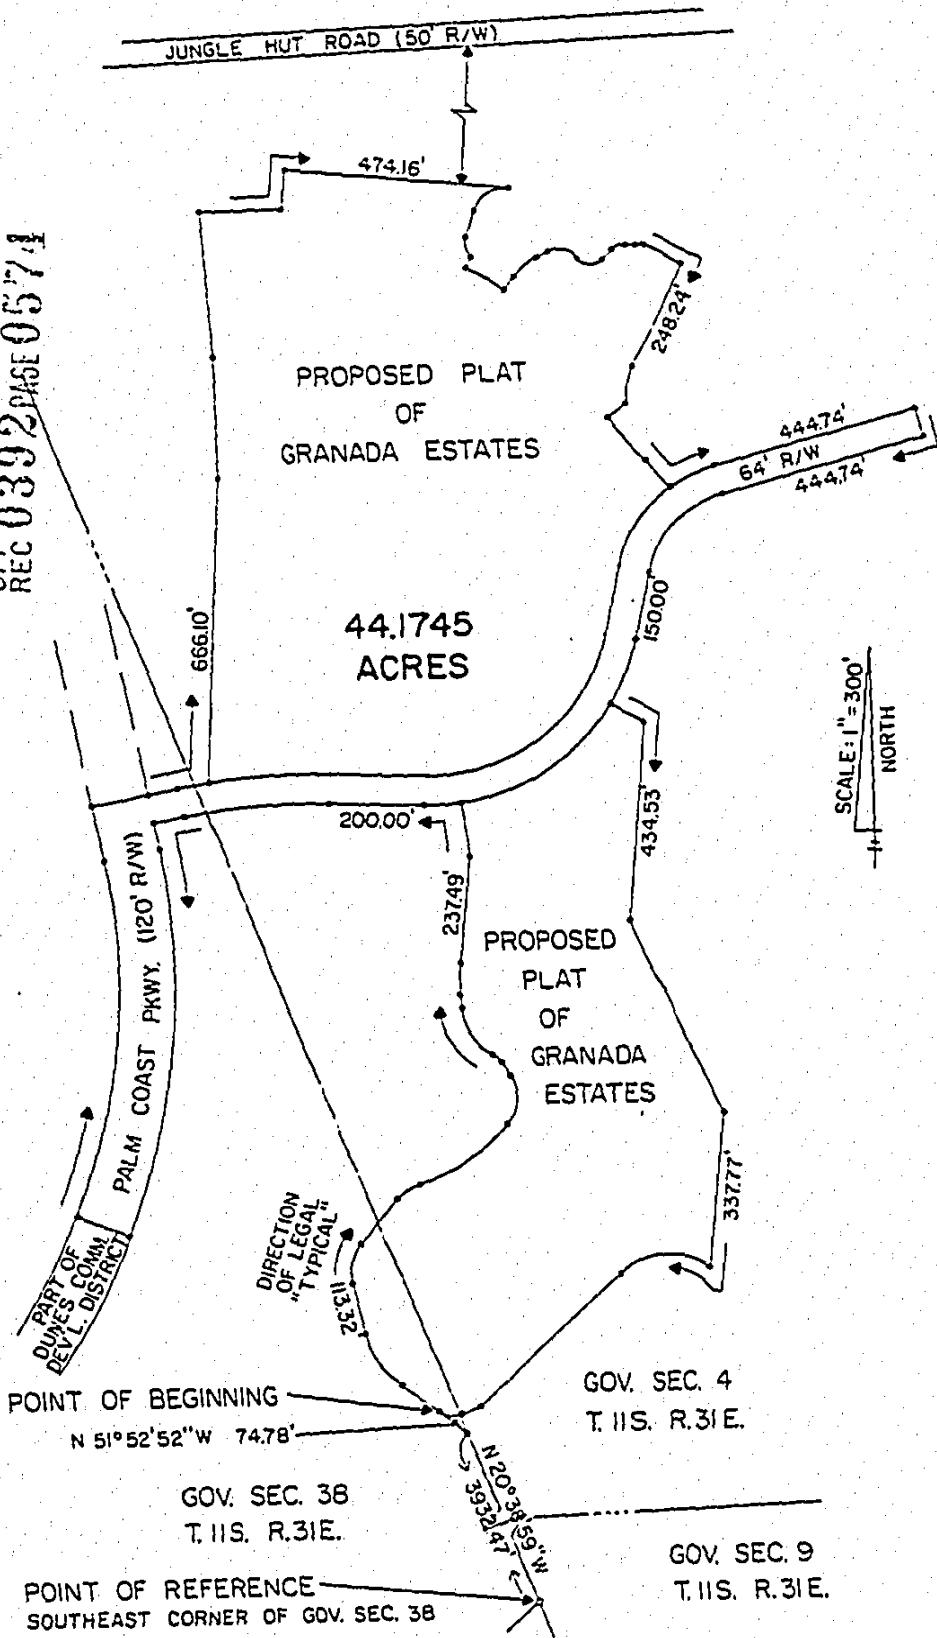 JUNGLE HUT ROAD (50' R/W)
474.16'
REC 0392 PAGE 0571
248.24'
PROPOSED PLAT
OF
GRANADA ESTATES
444.74'
64' R/W
444.74'
666.10'
44.1745
ACRES
150.00'
SCALE: 1" = 300'
NORTH
200.00'
434.53'
PALM COAST PKWY. (120' R/W)
237.49'
PROPOSED
PLAT
OF
GRANADA
ESTATES
337.77'
DIRECTION
OF LEGAL
"TYPICAL"
113.32'
PART OF
DUNES COMM.
DEV'L. DISTRICT
POINT OF BEGINNING
N 51°52'52"W 74.78'
GOV. SEC. 4
T. 11S. R. 31E.
N 20°38'59"W
3932.47'
GOV. SEC. 38
T. 11S. R. 31E.
GOV. SEC. 9
T. 11S. R. 31E.
POINT OF REFERENCE
SOUTHEAST CORNER OF GOV. SEC. 38